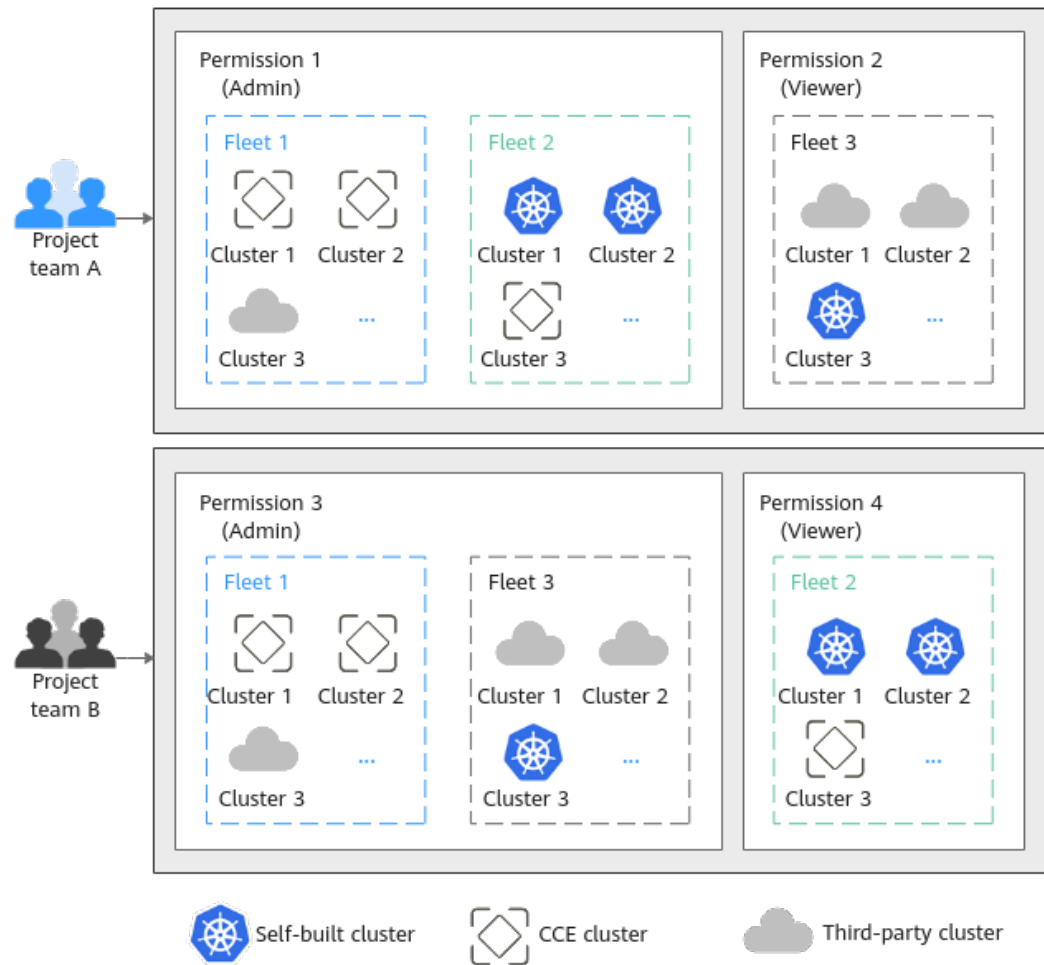 Permission 1
(Admin)
Permission 2
(Viewer)
Fleet 1
Fleet 2
Fleet 3
Project
team A
Cluster 1
Cluster 2
Cluster 1
Cluster 2
Cluster 1
Cluster 2
...
...
...
Cluster 3
Cluster 3
Cluster 3
Permission 3
(Admin)
Permission 4
(Viewer)
Fleet 1
Fleet 3
Fleet 2
Project
team B
Cluster 1
Cluster 2
Cluster 1
Cluster 2
Cluster 1
Cluster 2
...
...
...
Cluster 3
Cluster 3
Cluster 3
Self-built cluster
CCE cluster
Third-party cluster